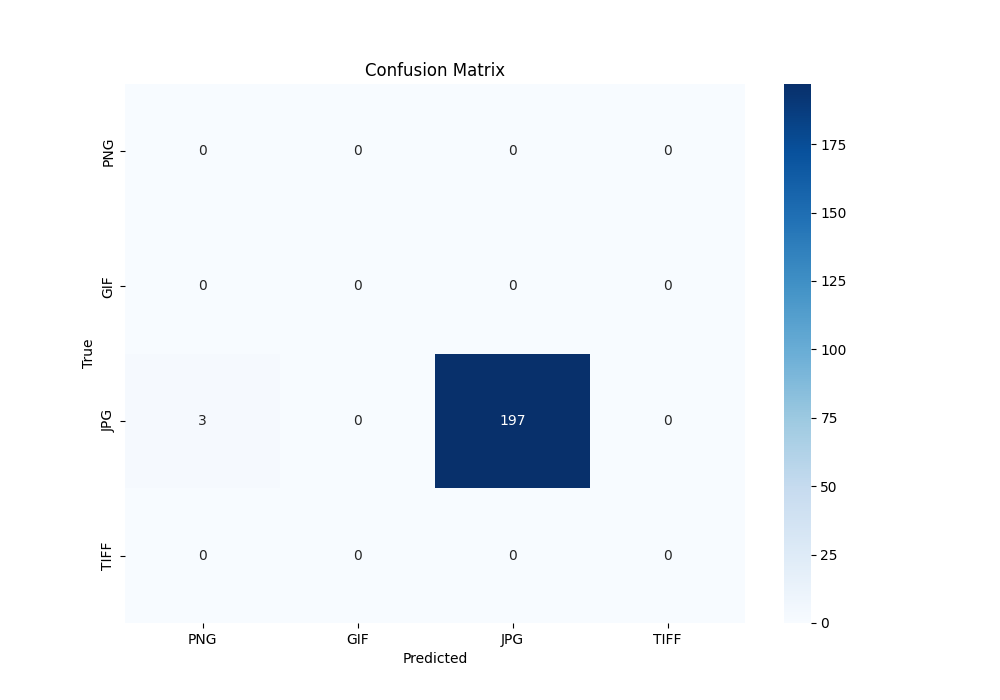 Confusion Matrix
True
PNG 0 0 0 0
GIF 0 0 0 0
JPG 3 0 197 0
TIFF 0 0 0 0
PNG GIF JPG TIFF
Predicted
175
150
125
100
75
50
25
0